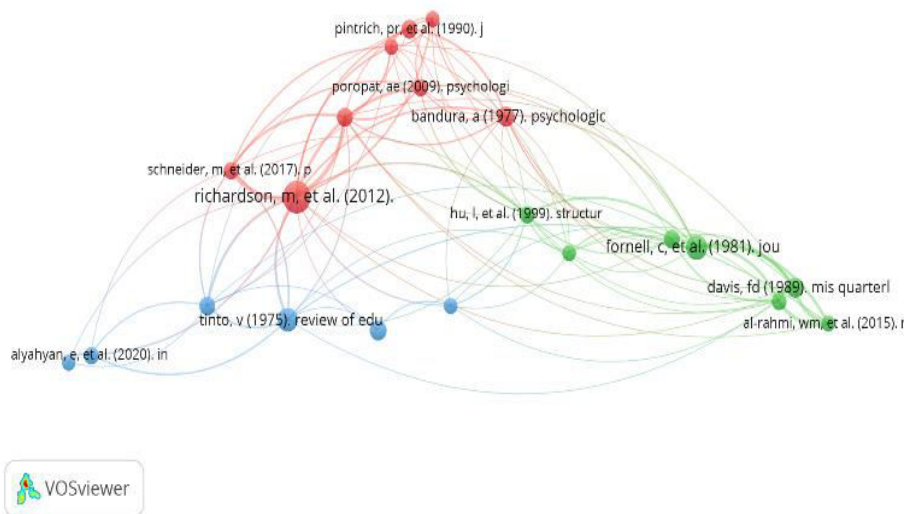 pintrich, pr, et al. (1990). j
poropat, ae (2009). psychologi
bandura, a (1977). psychologic
schneider, m, et al. (2017). p
richardson, m, et al. (2012).
hu, l, et al. (1999). structur
fornell, c, et al. (1981). jou
davis, fd (1989). mis quarterl
tinto, v (1975). review of edu
al-rahmi, wm, et al. (2015). r
alyahyan, e, et al. (2020). in
VOSviewer